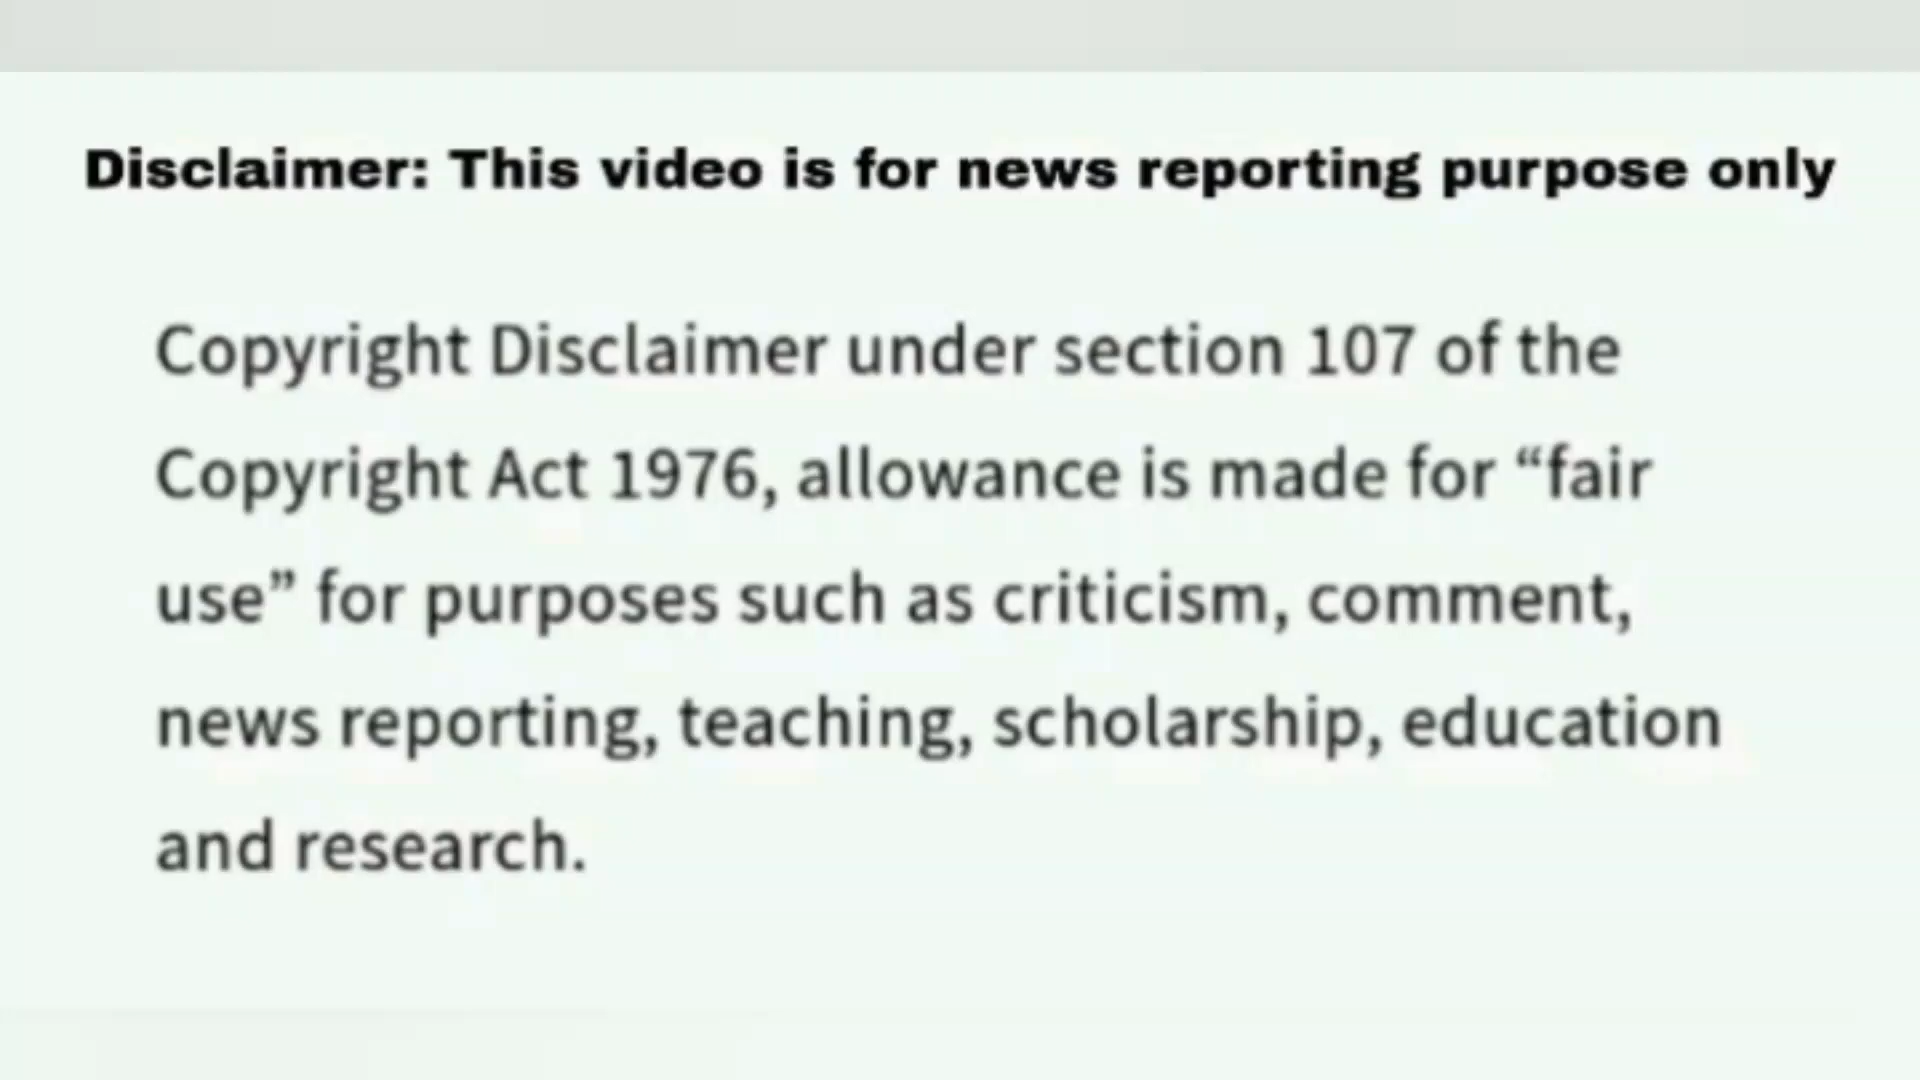 Disclaimer: This video is for news reporting purpose only
Copyright Disclaimer under section 107 of the
Copyright Act 1976, allowance is made for “fair
use” for purposes such as criticism, comment,
news reporting, teaching, scholarship, education
and research.